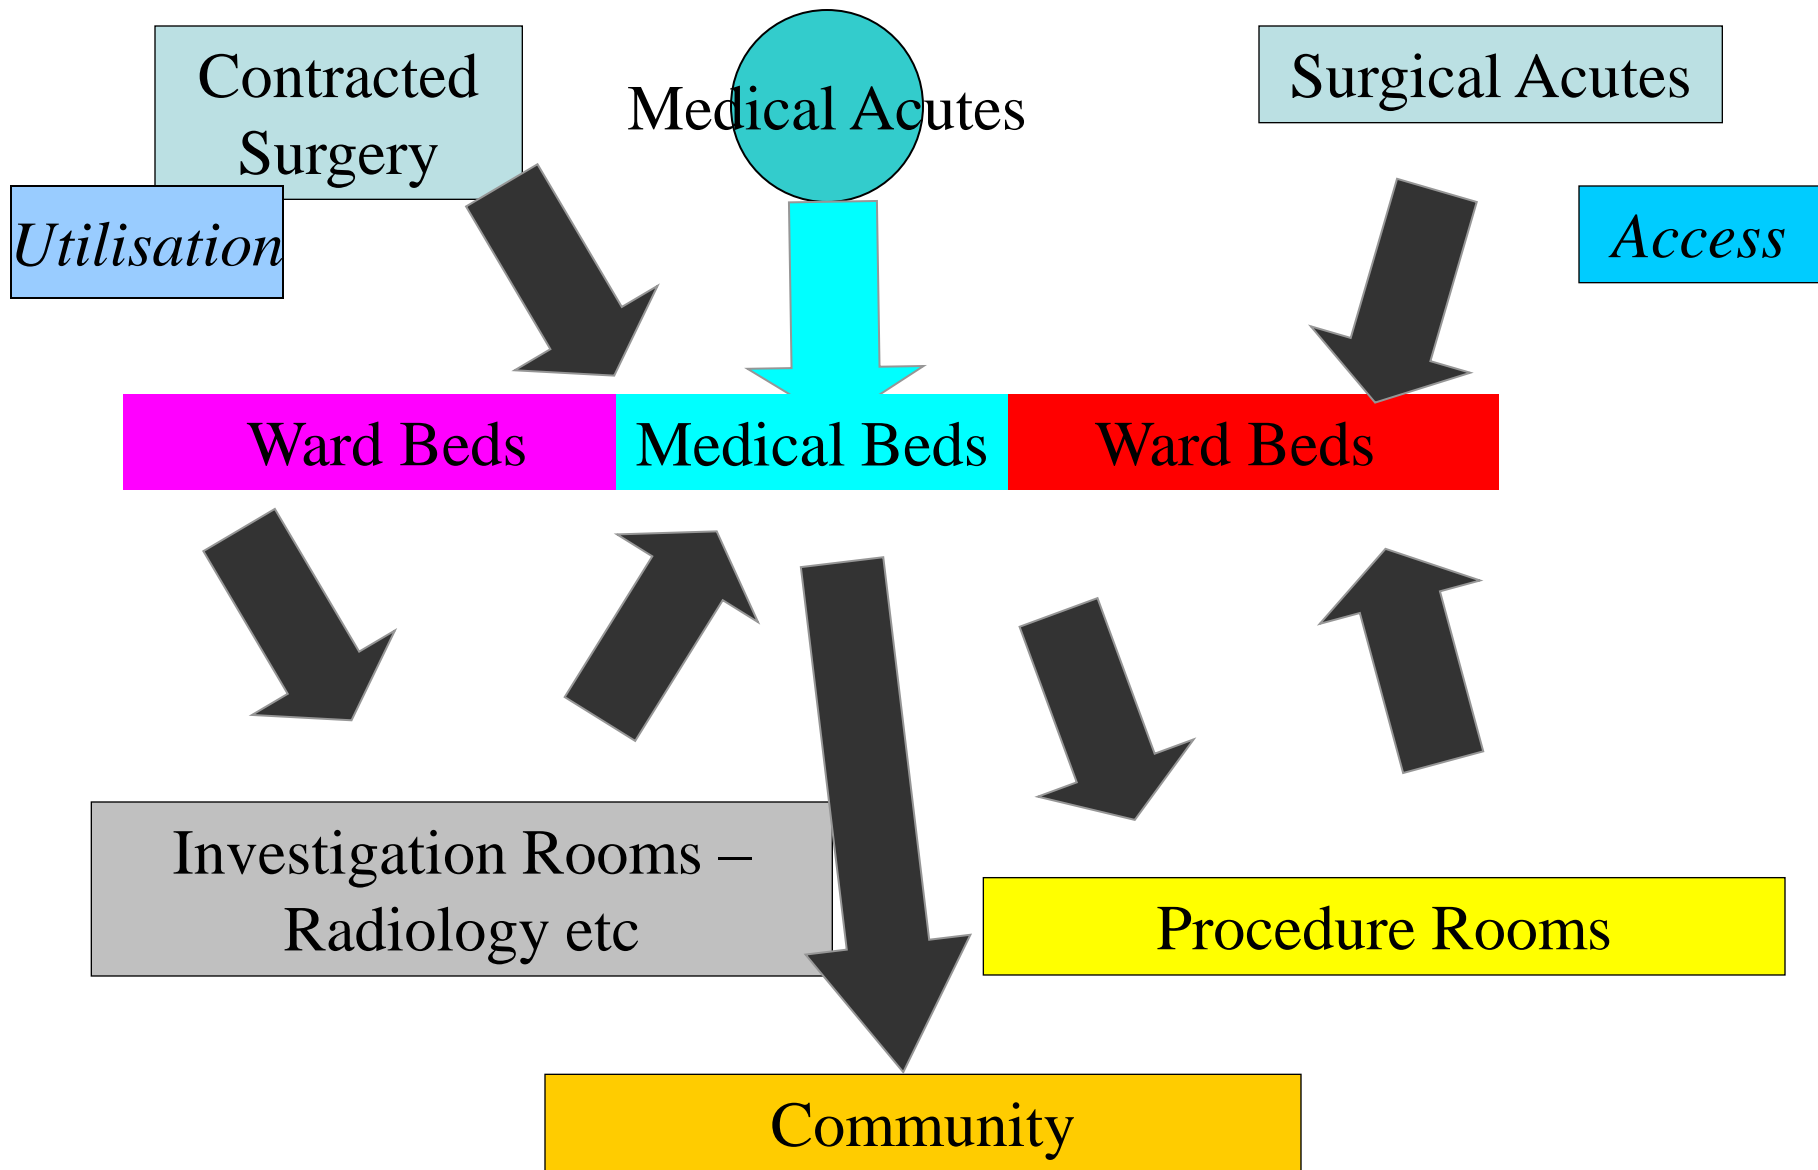 Contracted
Surgery
Medical Acutes
Surgical Acutes
Utilisation
Access
Ward Beds
Medical Beds
Ward Beds
Investigation Rooms –
Radiology etc
Procedure Rooms
Community